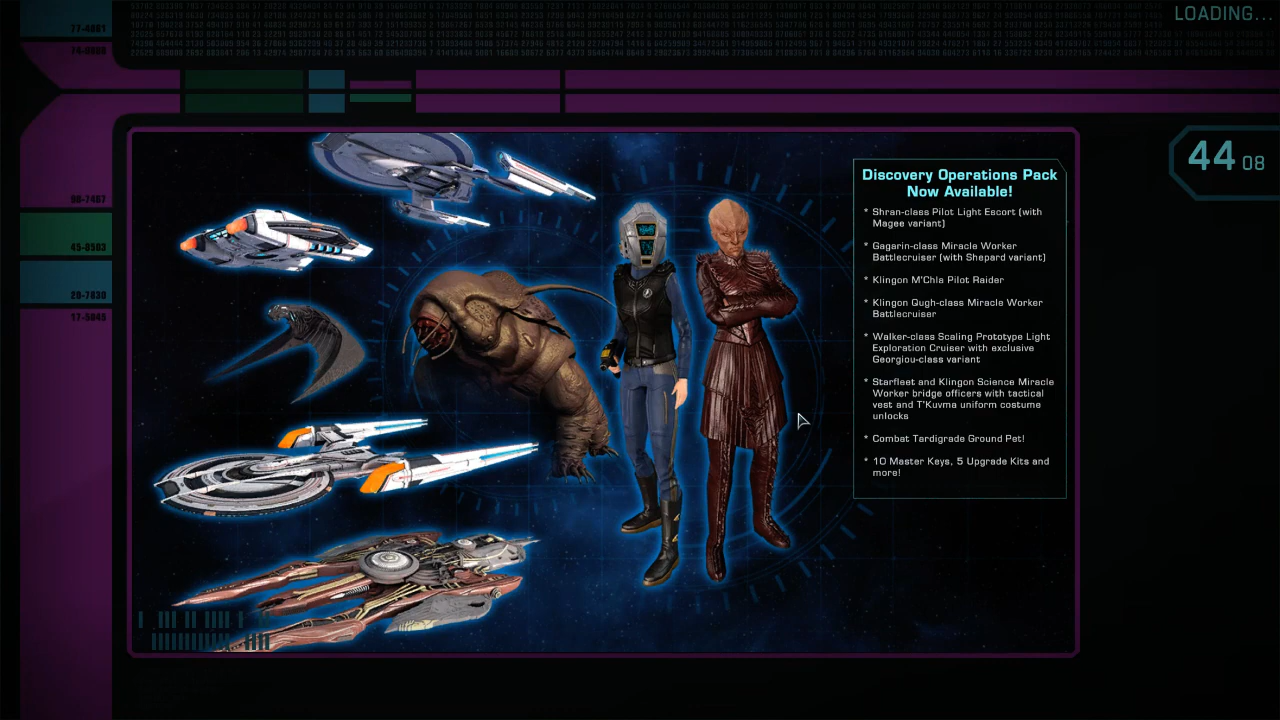 LOADING...
77-4881
74-9906
44 08
96-7467
45-8503
20-7830
17-5045
Discovery Operations Pack
Now Available!
* Shran-class Pilot Light Escort (with
Magee variant)
* Gagarin-class Miracle Worker
Battlecruiser (with Shepard variant)
* Klingon M'Chla Pilot Raider
* Klingon Qugh-class Miracle Worker
Battlecruiser
* Walker-class Scaling Prototype Light
Exploration Cruiser with exclusive
Georgiou-class variant
* Starfleet and Klingon Science Miracle
Worker bridge officers with tactical
vest and T'Kuvma uniform costume
unlocks
* Combat Tardigrade Ground Pet!
* 10 Master Keys, 5 Upgrade Kits and
more!